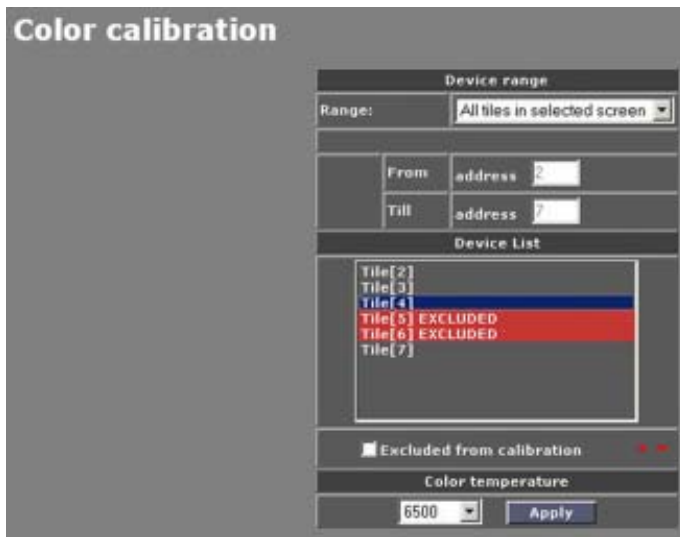 Color calibration
Device range
Range: All tiles in selected screen
From address 2
Till address 7
Device List
Tile[2]
Tile[3]
Tile[4]
Tile[5] EXCLUDED
Tile[6] EXCLUDED
Tile[7]
Excluded from calibration
Color temperature
6500 Apply